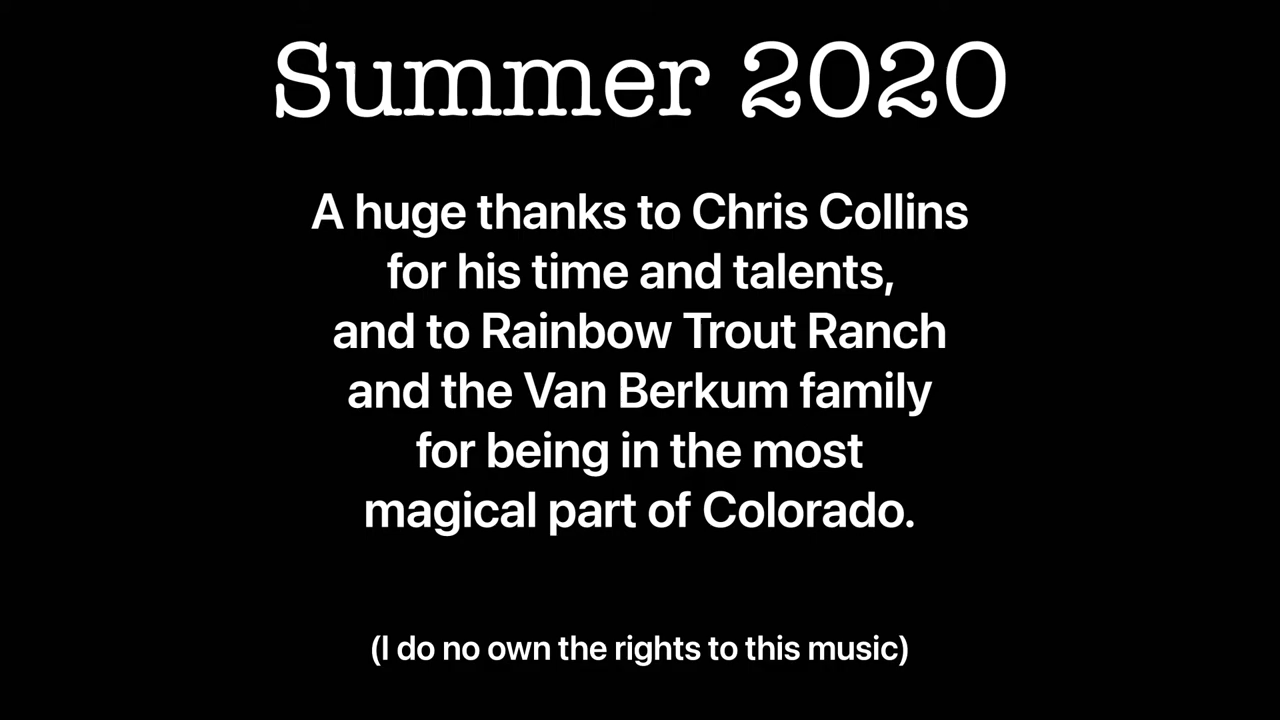 Summer 2020
A huge thanks to Chris Collins
for his time and talents,
and to Rainbow Trout Ranch
and the Van Berkum family
for being in the most
magical part of Colorado.
(I do no own the rights to this music)